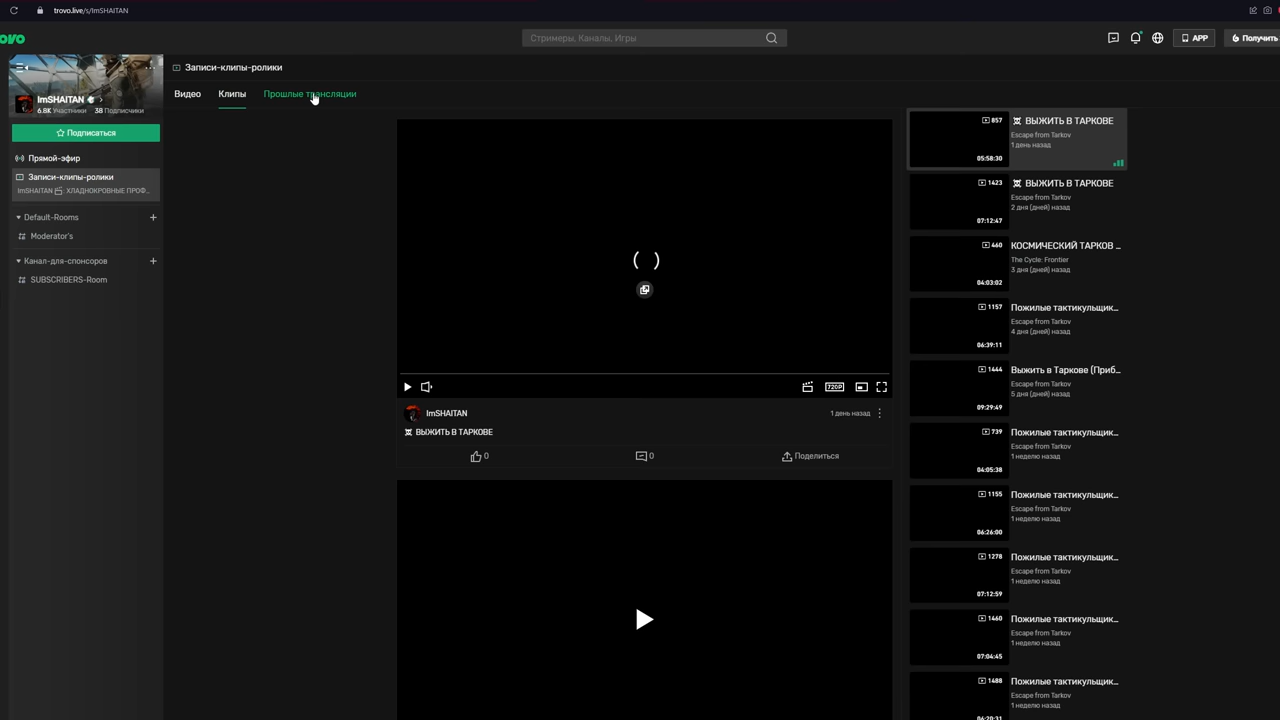 trovo.live/s/ImSHAITAN
ovo
Стримеры, Каналы, Игры
APP
Получить
ImSHAITAN
6.8K Участники 38 Подписчики
Подписаться
Прямой-эфир
Записи-клипы-ролики
ImSHAITAN ХЛАДНОКРОВНЫЕ ПРОФ...
Default-Rooms
Moderator's
Канал-для-спонсоров
SUBSCRIBERS-Room
Записи-клипы-ролики
Видео
Клипы
Прошлые трансляции
720P
ImSHAITAN
1 день назад
ВЫЖИТЬ В ТАРКОВЕ
0
0
Поделиться
857
05:58:30
ВЫЖИТЬ В ТАРКОВЕ
Escape from Tarkov
1 день назад
1423
07:12:47
ВЫЖИТЬ В ТАРКОВЕ
Escape from Tarkov
2 дня (дней) назад
460
04:03:02
КОСМИЧЕСКИЙ ТАРКОВ ...
The Cycle: Frontier
3 дня (дней) назад
1157
06:39:11
Пожилые тактикульщик...
Escape from Tarkov
4 дня (дней) назад
1444
09:29:49
Выжить в Таркове (Приб...
Escape from Tarkov
5 дня (дней) назад
739
04:05:38
Пожилые тактикульщик...
Escape from Tarkov
1 неделю назад
1155
06:26:00
Пожилые тактикульщик...
Escape from Tarkov
1 неделю назад
1278
07:12:59
Пожилые тактикульщик...
Escape from Tarkov
1 неделю назад
1460
07:04:45
Пожилые тактикульщик...
Escape from Tarkov
1 неделю назад
1488
06:20:31
Пожилые тактикульщик...
Escape from Tarkov
1 неделю назад